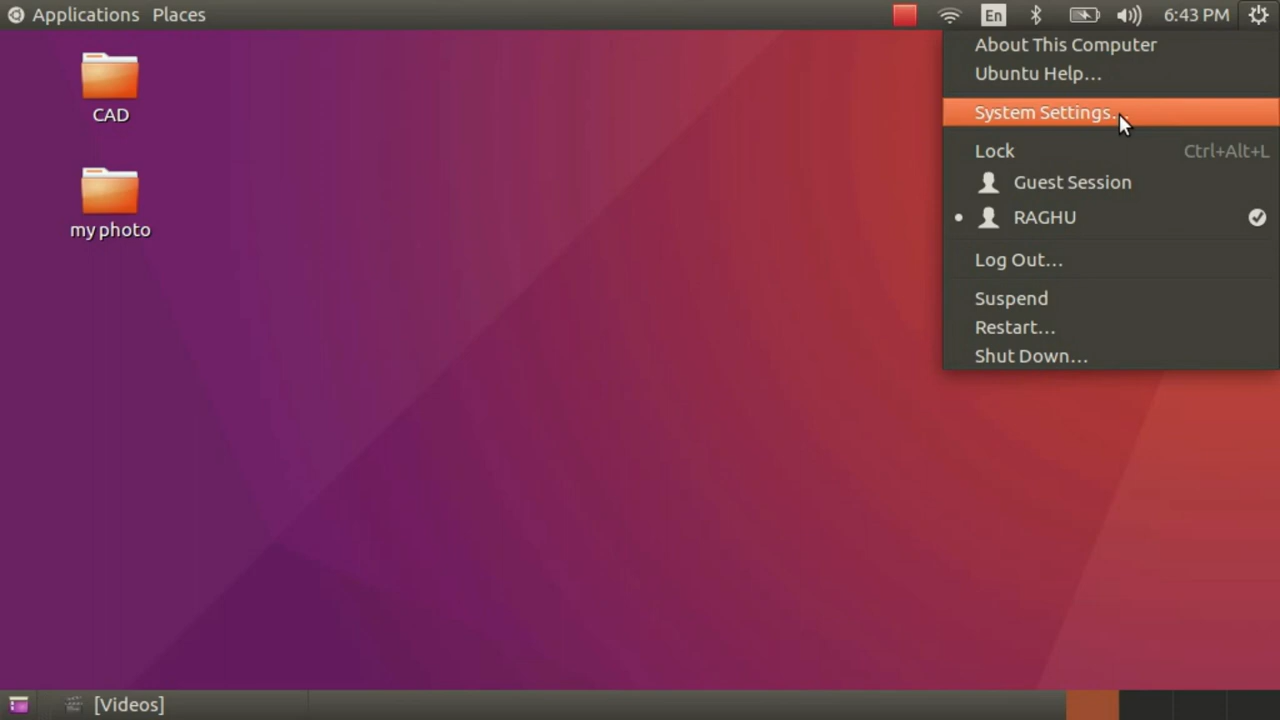 Applications Places En 6:43 PM
About This Computer
Ubuntu Help...
System Settings...
Lock Ctrl+Alt+L
Guest Session
RAGHU
Log Out...
Suspend
Restart...
Shut Down...
CAD
my photo
[Videos]